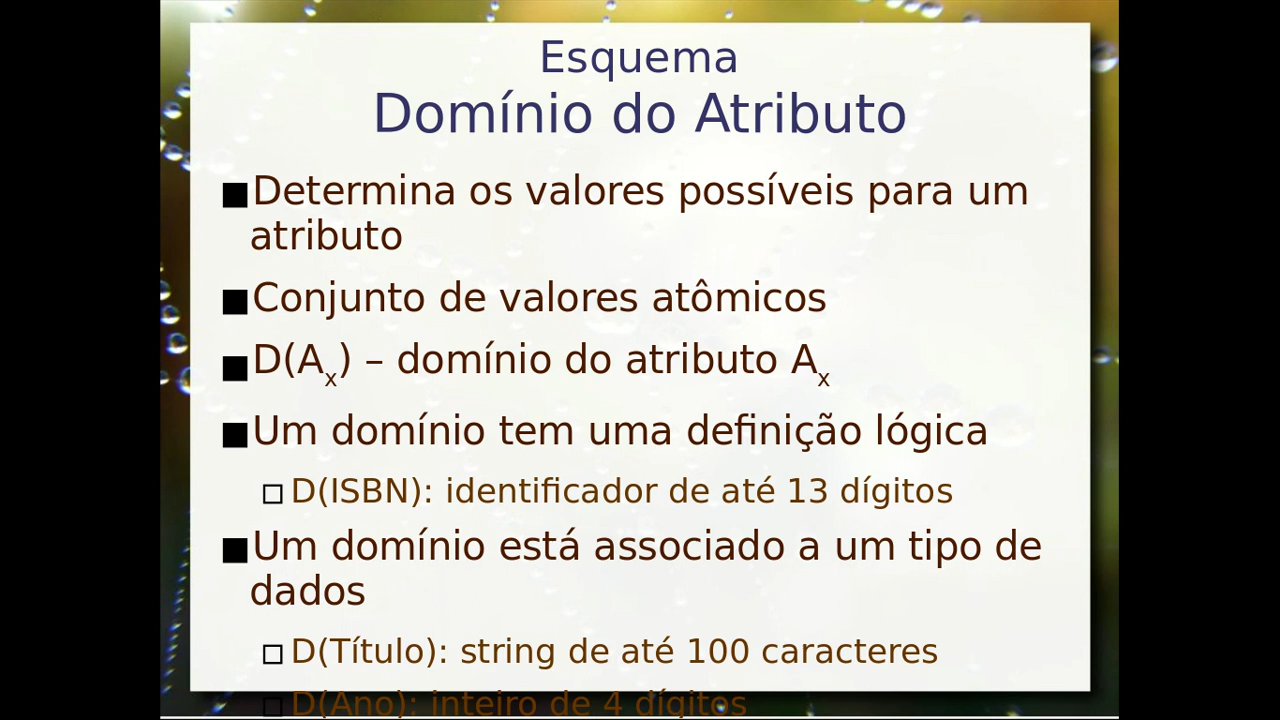 Esquema
Domínio do Atributo
■Determina os valores possíveis para um
atributo
■Conjunto de valores atômicos
■D(Aₓ) – domínio do atributo Aₓ
■Um domínio tem uma definição lógica
□D(ISBN): identificador de até 13 dígitos
■Um domínio está associado a um tipo de
dados
□D(Título): string de até 100 caracteres
□D(Ano): inteiro de 4 dígitos